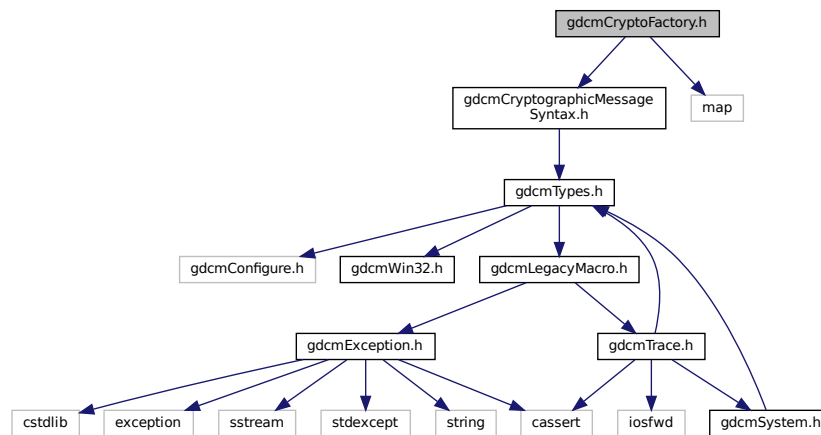 gdcmCryptoFactory.h
gdcmCryptographicMessage
Syntax.h
map
gdcmTypes.h
gdcmConfigure.h
gdcmWin32.h
gdcmLegacyMacro.h
gdcmException.h
gdcmTrace.h
cstdlib
exception
sstream
stdexcept
string
cassert
iosfwd
gdcmSystem.h